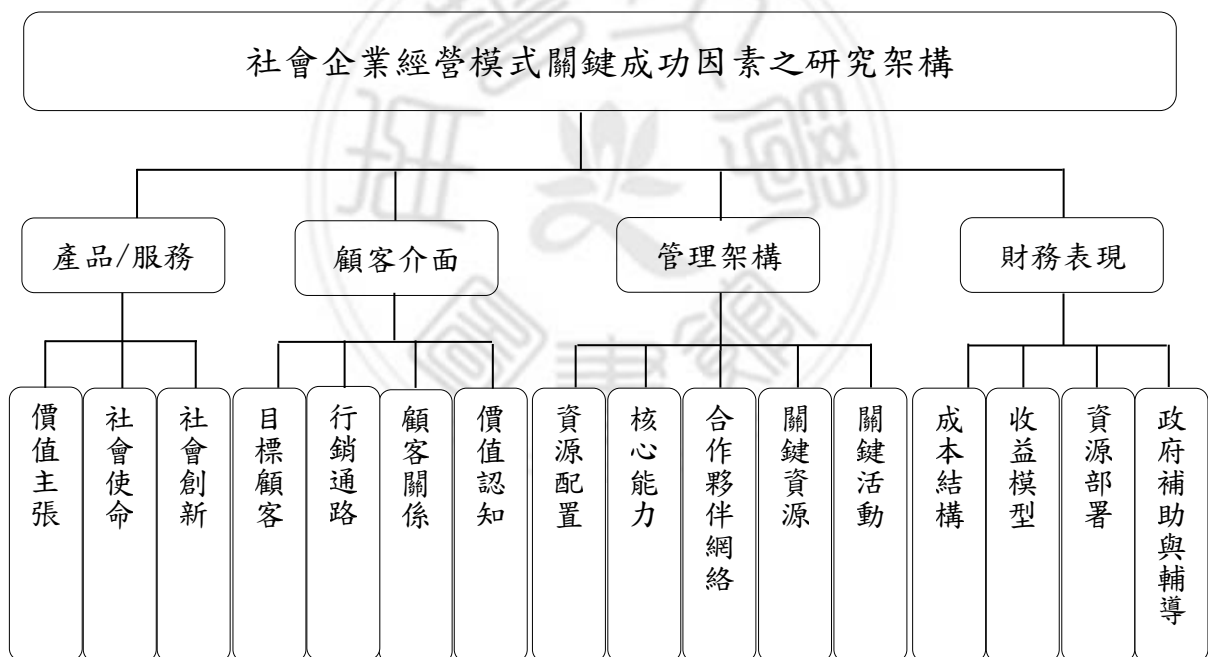 社會企業經營模式關鍵成功因素之研究架構
產品/服務
顧客介面
管理架構
財務表現
價值主張
社會使命
社會創新
目標顧客
行銷通路
顧客關係
價值認知
資源配置
核心能力
合作夥伴網絡
關鍵資源
關鍵活動
成本結構
收益模型
資源部署
政府補助與輔導